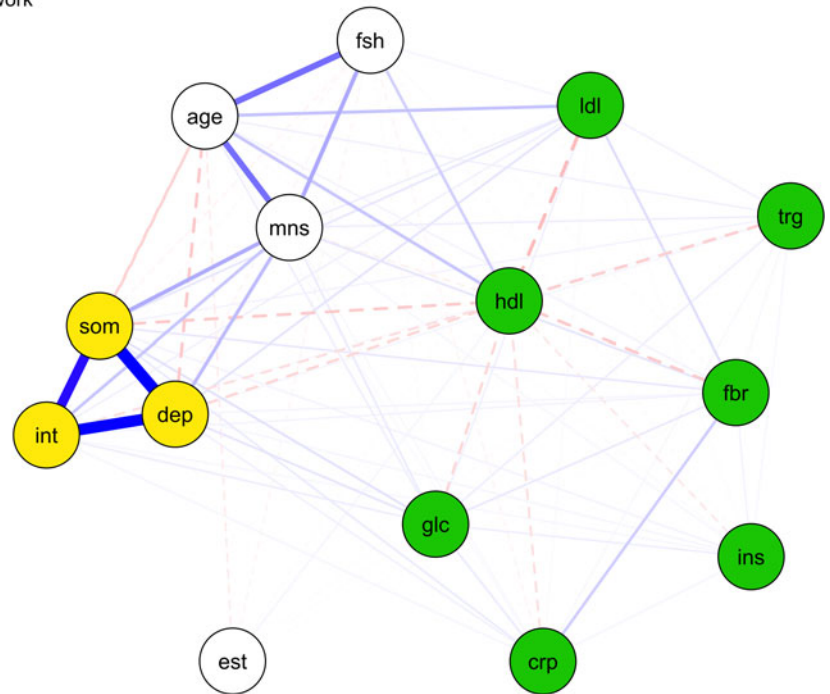 fsh
ldl
age
trg
mns
hdl
som
fbr
dep
int
glc
ins
est
crp